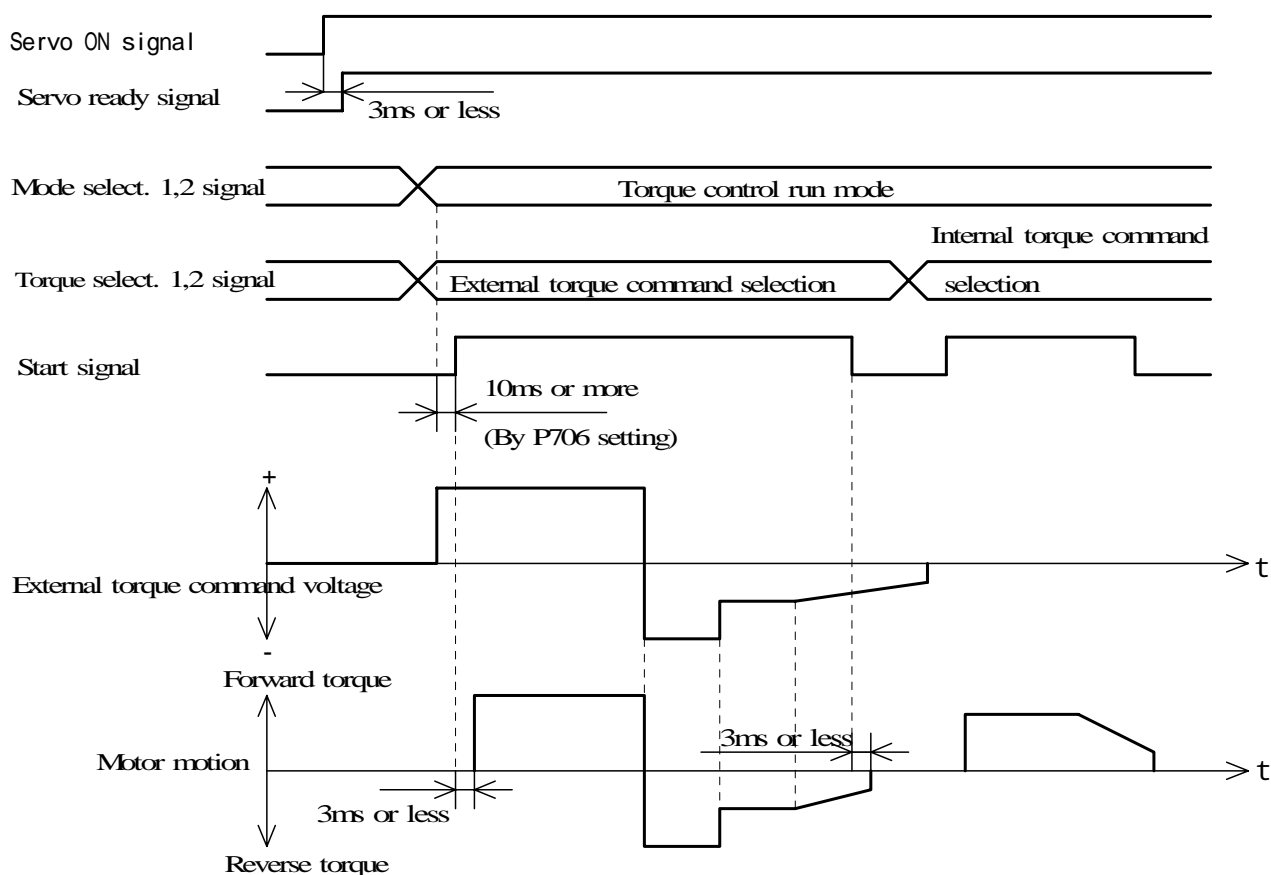 Servo ON signal
Servo ready signal
3ms or less
Mode select. 1,2 signal
Torque control run mode
Internal torque command
Torque select. 1,2 signal
External torque command selection
selection
Start signal
10ms or more
(By P706 setting)
+
t
External torque command voltage
-
Forward torque
3ms or less
Motor motion
t
3ms or less
Reverse torque